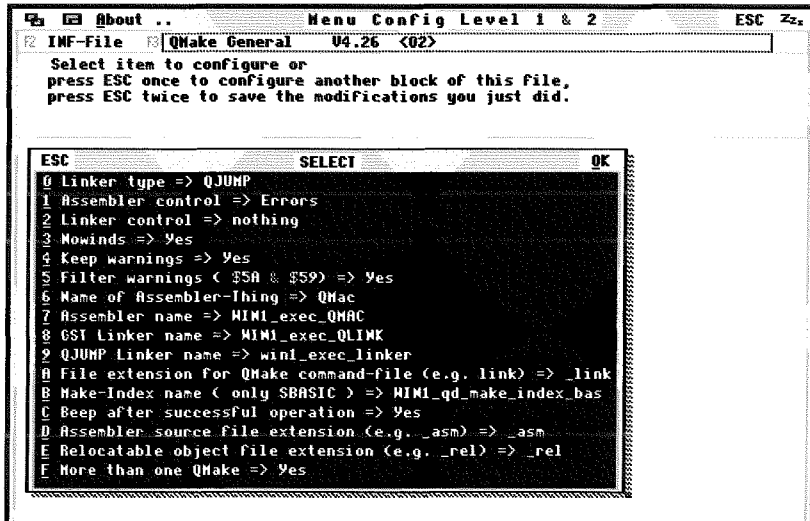 About .. Menu Config Level 1 & 2 ESC Zzz
F2 INF-File F3 QMake General V4.26 <02>
Select item to configure or
press ESC once to configure another block of this file,
press ESC twice to save the modifications you just did.
ESC SELECT OK
0 Linker type => QJUMP
1 Assembler control => Errors
2 Linker control => nothing
3 Nowinds => Yes
4 Keep warnings => Yes
5 Filter warnings ( $5A & $59) => Yes
6 Name of Assembler-Thing => QMac
7 Assembler name => WIN1_exec_QMAC
8 GST Linker name => WIN1_exec_QLINK
9 QJUMP Linker name => win1_exec_linker
A File extension for QMake command-file (e.g. link) => _link
B Make-Index name ( only SBASIC ) => WIN1_qd_make_index_bas
C Beep after successful operation => Yes
D Assembler source file extension (e.g. _asm) => _asm
E Relocatable object file extension (e.g. _rel) => _rel
F More than one QMake => Yes